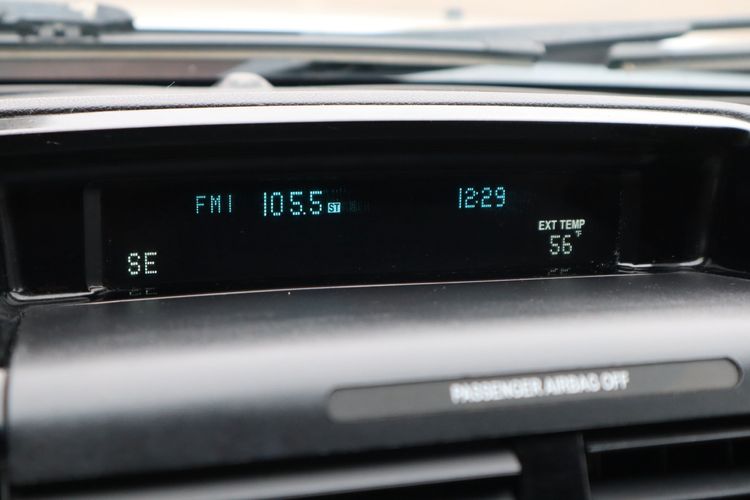 FM1 105.5 ST 12:29
EXT TEMP
SE 56 °F
PASSENGER AIRBAG OFF